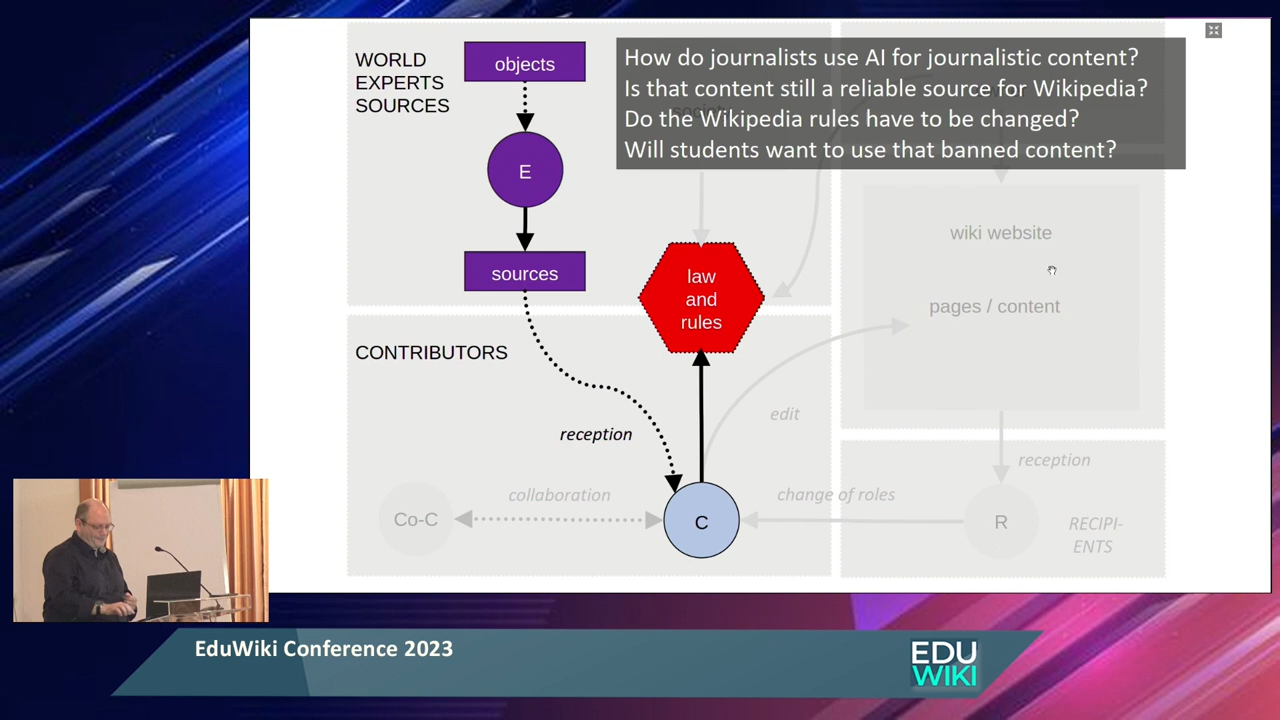 WORLD
EXPERTS
SOURCES
objects
E
sources
How do journalists use AI for journalistic content?
Is that content still a reliable source for Wikipedia?
Do the Wikipedia rules have to be changed?
Will students want to use that banned content?
law
and
rules
wiki website
pages / content
CONTRIBUTORS
reception
edit
collaboration
change of roles
reception
Co-C
C
R
RECIPI-
ENTS
EduWiki Conference 2023
EDU
WIKI